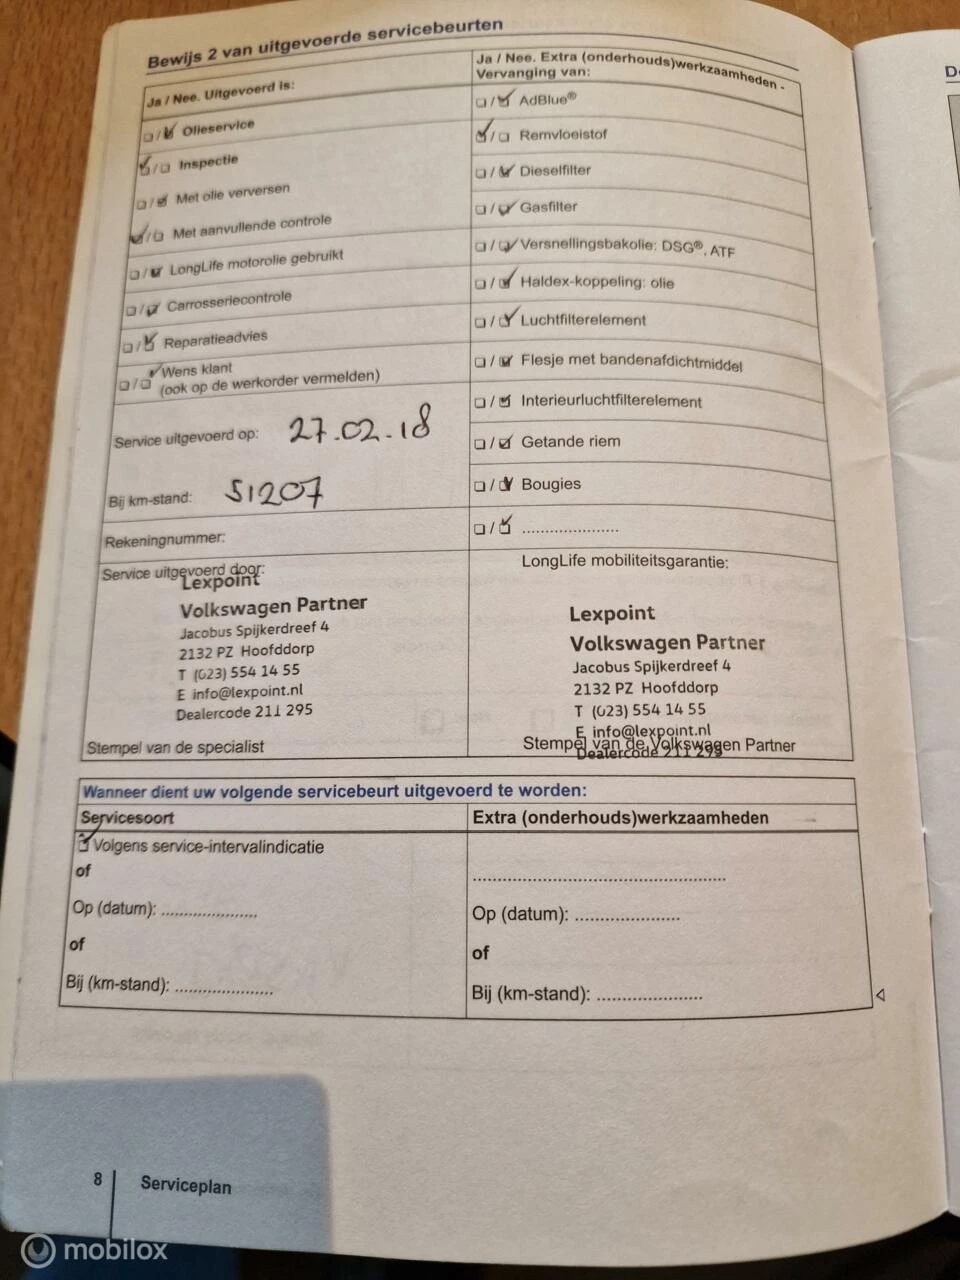 Bewijs 2 van uitgevoerde servicebeurten
Ja / Nee. Uitgevoerd is:
☐/☑ Olieservice
☑/☐ Inspectie
☐/☑ Met olie verversen
☑/☐ Met aanvullende controle
☐/☑ LongLife motorolie gebruikt
☐/☑ Carrosseriecontrole
☐/☑ Reparatieadvies
☐/☑ Wens klant
(ook op de werkorder vermelden)
Service uitgevoerd op: 27.02.18
Bij km-stand: 51207
Rekeningnummer:
Service uitgevoerd door:
Lexpoint
Volkswagen Partner
Jacobus Spijkerdreef 4
2132 PZ Hoofddorp
T (023) 554 14 55
E info@lexpoint.nl
Dealercode 211 295
Stempel van de specialist
Ja / Nee. Extra (onderhouds)werkzaamheden -
Vervanging van:
☐/☑ AdBlue®
☑/☐ Remvloeistof
☐/☑ Dieselfilter
☐/☑ Gasfilter
☐/☑ Versnellingsbakolie: DSG®, ATF
☐/☑ Haldex-koppeling: olie
☐/☑ Luchtfilterelement
☐/☑ Flesje met bandenafdichtmiddel
☐/☑ Interieurluchtfilterelement
☐/☑ Getande riem
☐/☑ Bougies
☐/☑ .....................
LongLife mobiliteitsgarantie:
Lexpoint
Volkswagen Partner
Jacobus Spijkerdreef 4
2132 PZ Hoofddorp
T (023) 554 14 55
E info@lexpoint.nl
Dealercode 211 295
Stempel van de Volkswagen Partner
Wanneer dient uw volgende servicebeurt uitgevoerd te worden:
Servicesoort
☑ Volgens service-intervalindicatie
of
Op (datum): .....................
of
Bij (km-stand): .....................
Extra (onderhouds)werkzaamheden
..................................................
Op (datum): .....................
of
Bij (km-stand): .....................
8 Serviceplan
mobilox